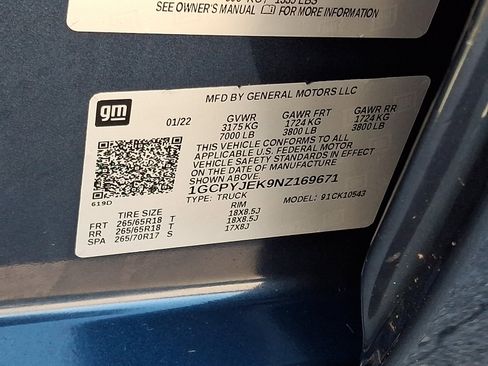 SEE OWNER'S MANUAL FOR MORE INFORMATION
gm
MFD BY GENERAL MOTORS LLC
01/22
GVWR GAWR FRT GAWR RR
3175 KG 1724 KG 1724 KG
7000 LB 3800 LB 3800 LB
THIS VEHICLE CONFORMS TO ALL
APPLICABLE U.S. FEDERAL MOTOR
VEHICLE SAFETY STANDARDS IN
EFFECT ON THE DATE OF
MANUFACTURE SHOWN ABOVE.
1GCPYJEK9NZ169671
619D
TYPE: TRUCK MODEL: 91CK10543
TIRE SIZE RIM
FRT 265/65R18 T 18X8.5J
RR 265/65R18 T 18X8.5J
SPA 265/70R17 S 17X8J